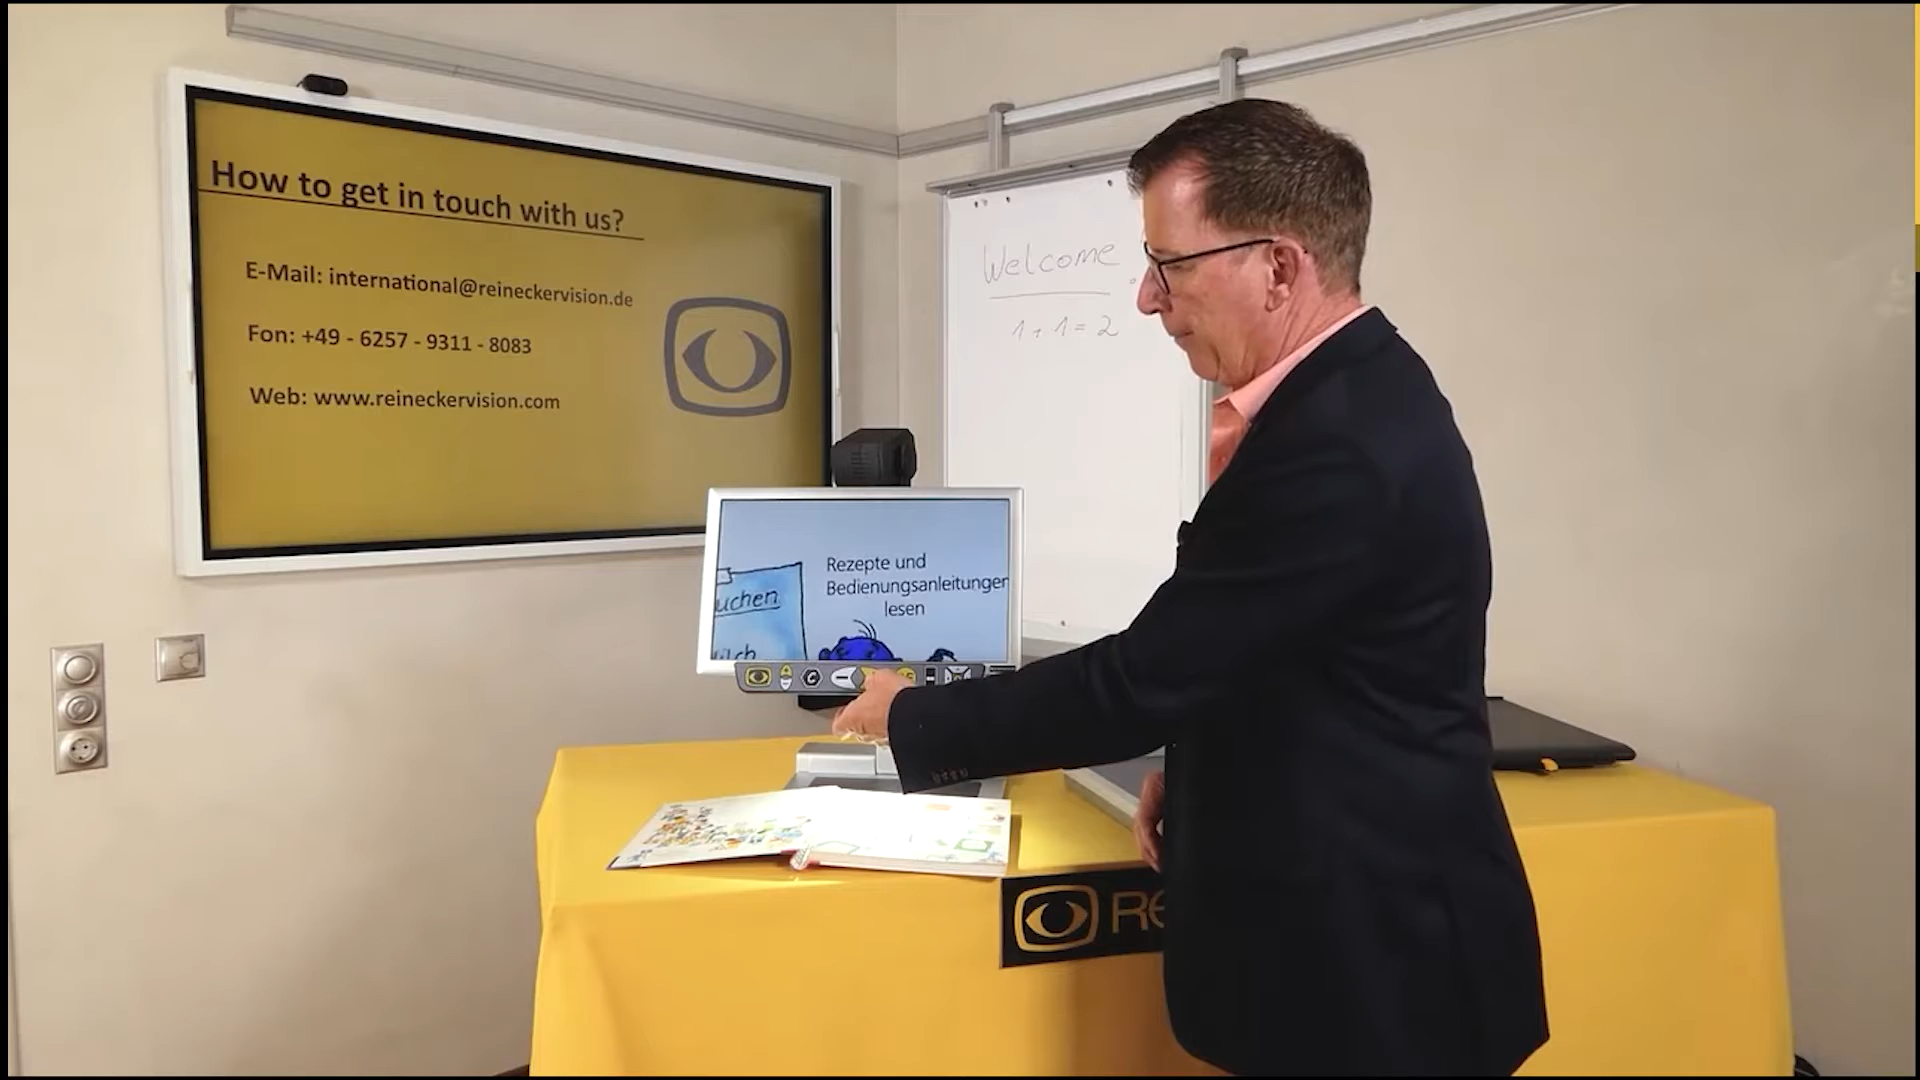 How to get in touch with us?
E-Mail: international@reineckervision.de
Fon: +49 - 6257 - 9311 - 8083
Web: www.reineckervision.com
Welcome
1 + 1 = 2
Rezepte und
Bedienungsanleitungen
lesen
uchen
ilch
C
Re